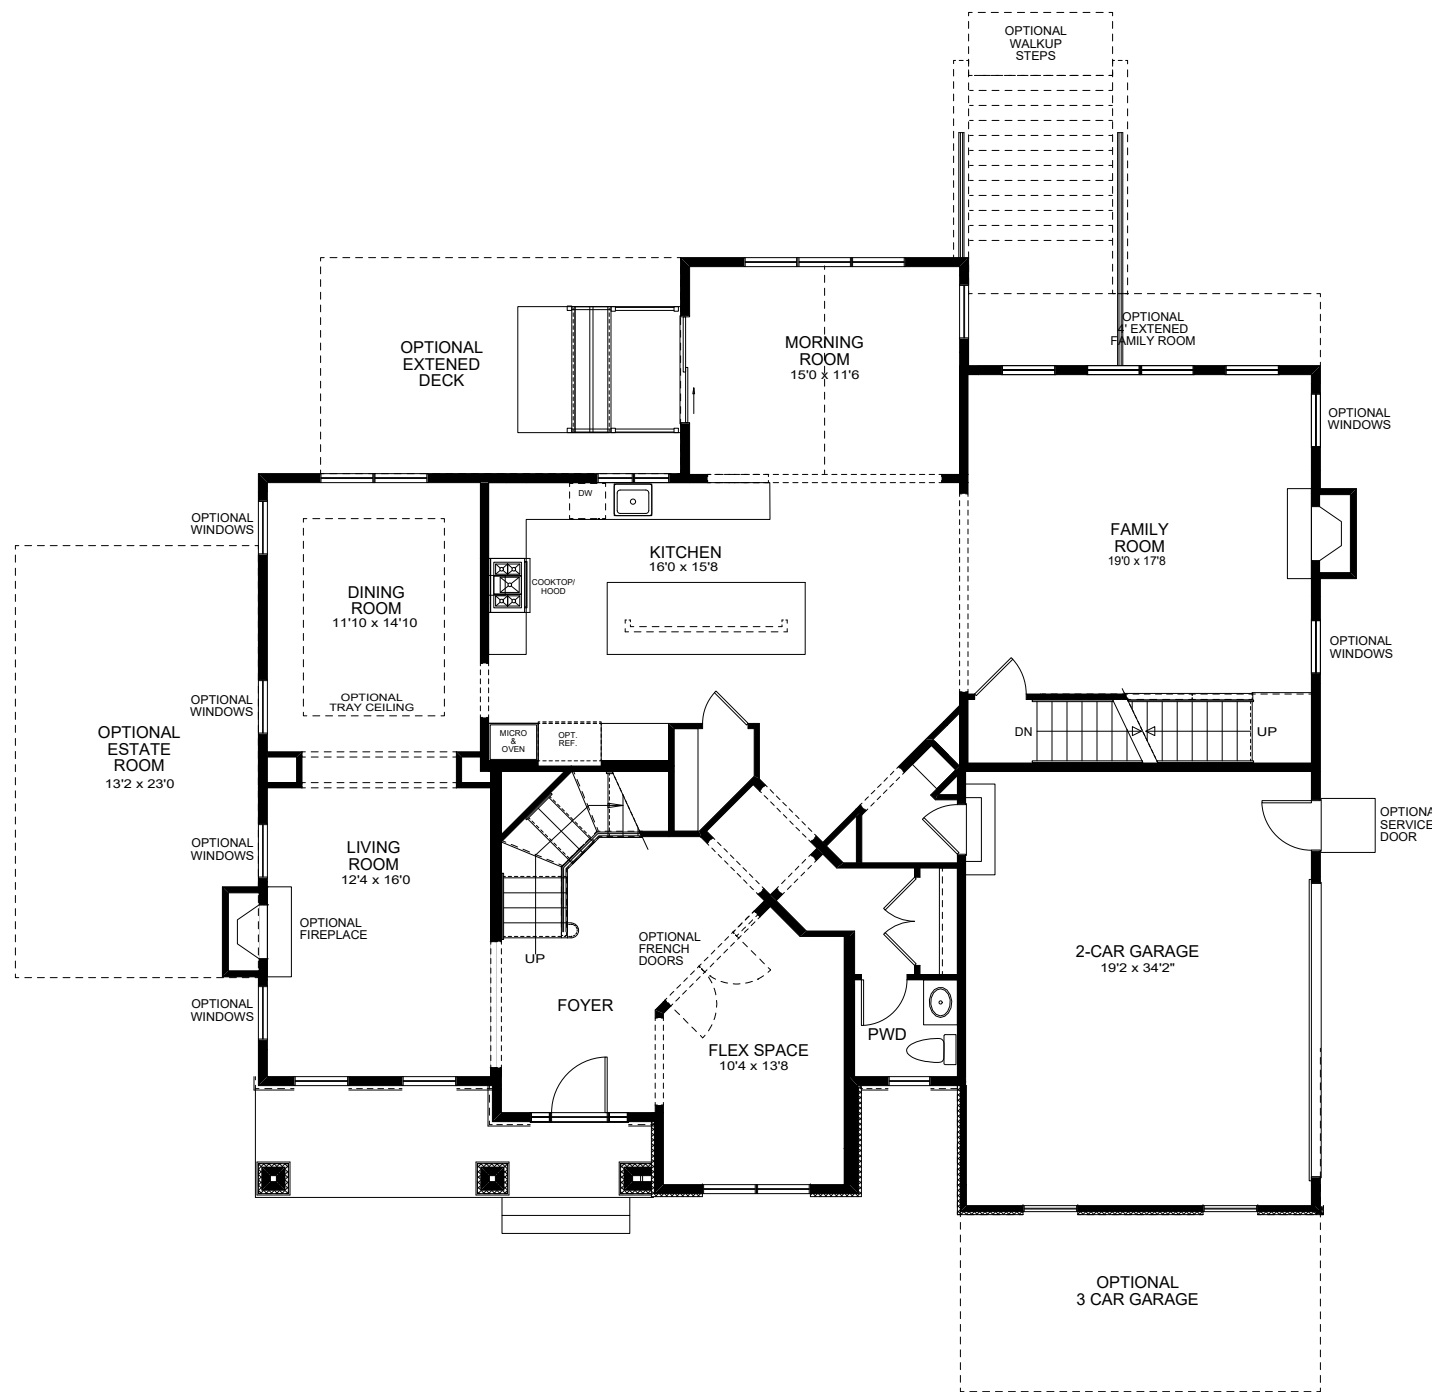 OPTIONAL
WALKUP
STEPS
OPTIONAL
4' EXTENED
FAMILY ROOM
MORNING
ROOM
15'0 x 11'6
OPTIONAL
EXTENED
DECK
OPTIONAL
WINDOWS
OPTIONAL
WINDOWS
DW
FAMILY
ROOM
19'0 x 17'8
KITCHEN
16'0 x 15'8
COOKTOP/
HOOD
DINING
ROOM
11'10 x 14'10
OPTIONAL
WINDOWS
OPTIONAL
WINDOWS
OPTIONAL
TRAY CEILING
OPTIONAL
ESTATE
ROOM
13'2 x 23'0
MICRO
&
OVEN
OPT.
REF.
DN
UP
OPTIONAL
WINDOWS
LIVING
ROOM
12'4 x 16'0
OPTIONA
SERVICE
DOOR
OPTIONAL
FIREPLACE
OPTIONAL
FRENCH
DOORS
UP
2-CAR GARAGE
19'2 x 34'2"
OPTIONAL
WINDOWS
FOYER
PWD
FLEX SPACE
10'4 x 13'8
OPTIONAL
3 CAR GARAGE